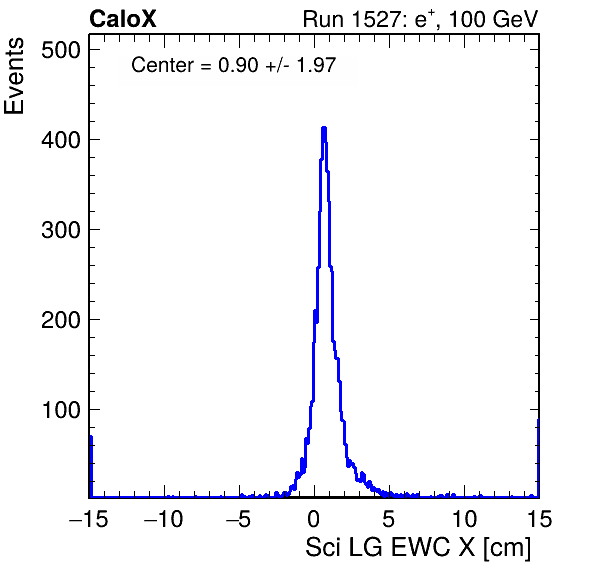 CaloX Run 1527: e+, 100 GeV
Center = 0.90 +/- 1.97
Events
500
400
300
200
100
−15 −10 −5 0 5 10 15
Sci LG EWC X [cm]